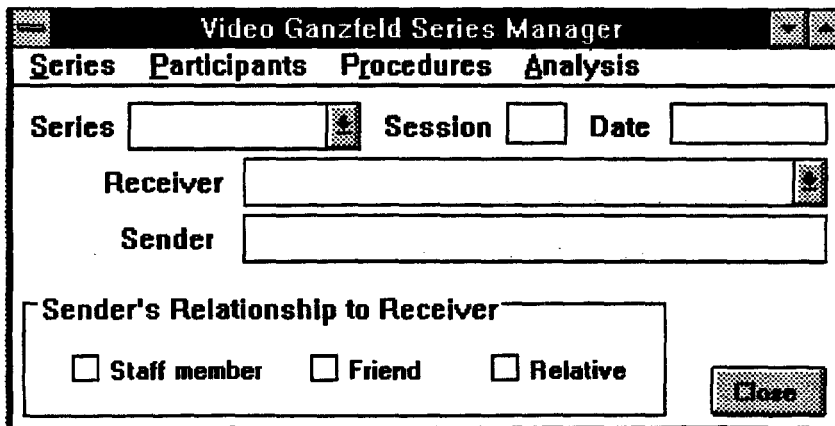 Video Ganzfeld Series Manager
Series Participants Procedures Analysis
Series Session Date
Receiver
Sender
Sender's Relationship to Receiver
Staff member Friend Relative
Close